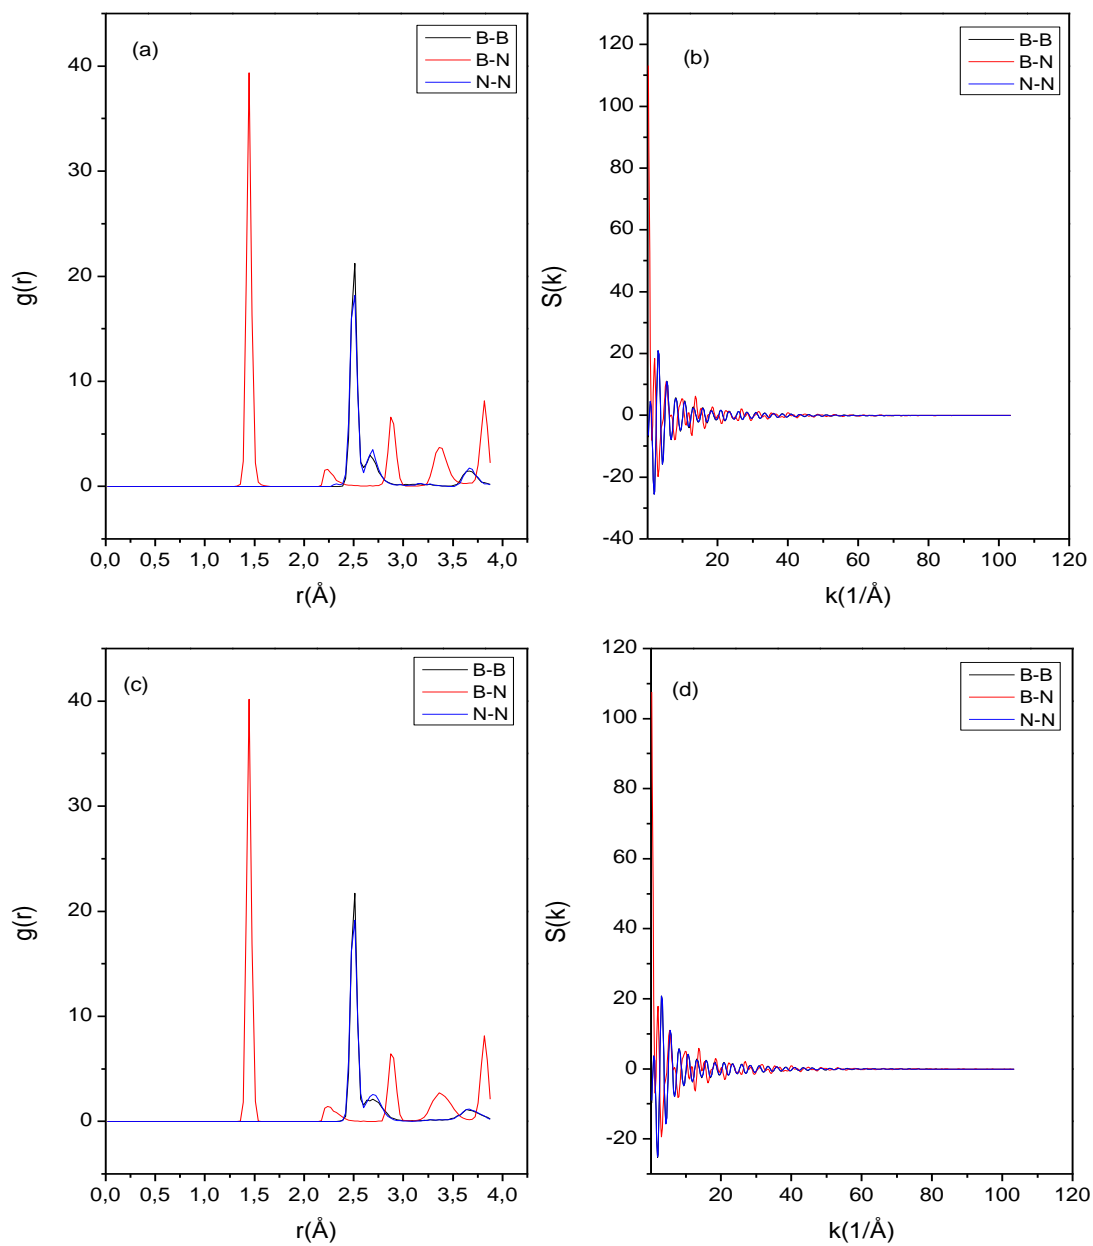 (a)
B-B
B-N
N-N
40
30
20
10
0
g(r)
0,0 0,5 1,0 1,5 2,0 2,5 3,0 3,5 4,0
r(Å)
(b)
B-B
B-N
N-N
120
100
80
60
40
20
0
-20
-40
S(k)
20 40 60 80 100 120
k(1/Å)
(c)
B-B
B-N
N-N
40
30
20
10
0
g(r)
0,0 0,5 1,0 1,5 2,0 2,5 3,0 3,5 4,0
r(Å)
(d)
B-B
B-N
N-N
120
100
80
60
40
20
0
-20
S(k)
20 40 60 80 100 120
k(1/Å)